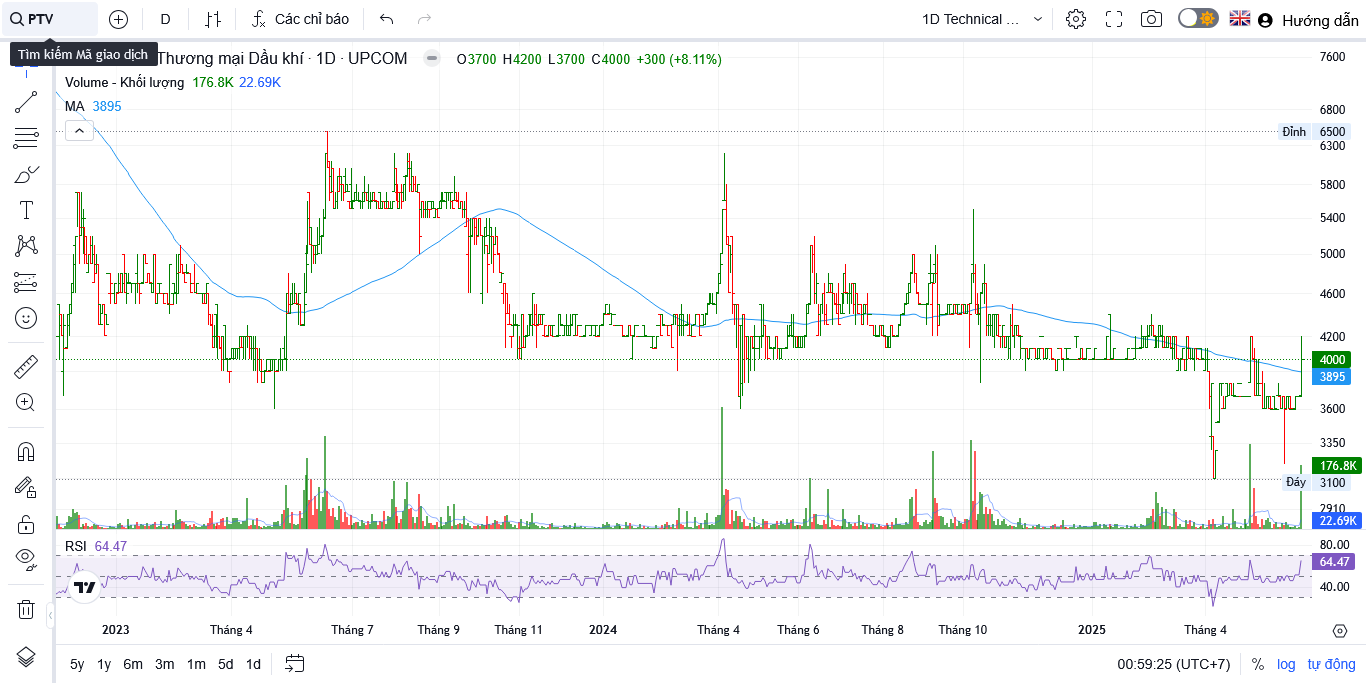 PTV
D
Các chỉ báo
1D Technical ...
Hướng dẫn
Tìm kiếm Mã giao dịch
Thương mại Dầu khí · 1D · UPCOM
O3700 H4200 L3700 C4000 +300 (+8.11%)
Volume - Khối lượng 176.8K 22.69K
MA 3895
7600
6800
Đỉnh 6500
6300
5800
5400
5000
4600
4200
4000
3895
3600
3350
176.8K
Đáy 3100
2910
22.69K
RSI 64.47
80.00
64.47
40.00
2023 Tháng 4 Tháng 7 Tháng 9 Tháng 11 2024 Tháng 4 Tháng 6 Tháng 8 Tháng 10 2025 Tháng 4
5y 1y 6m 3m 1m 5d 1d
00:59:25 (UTC+7) % log tự động